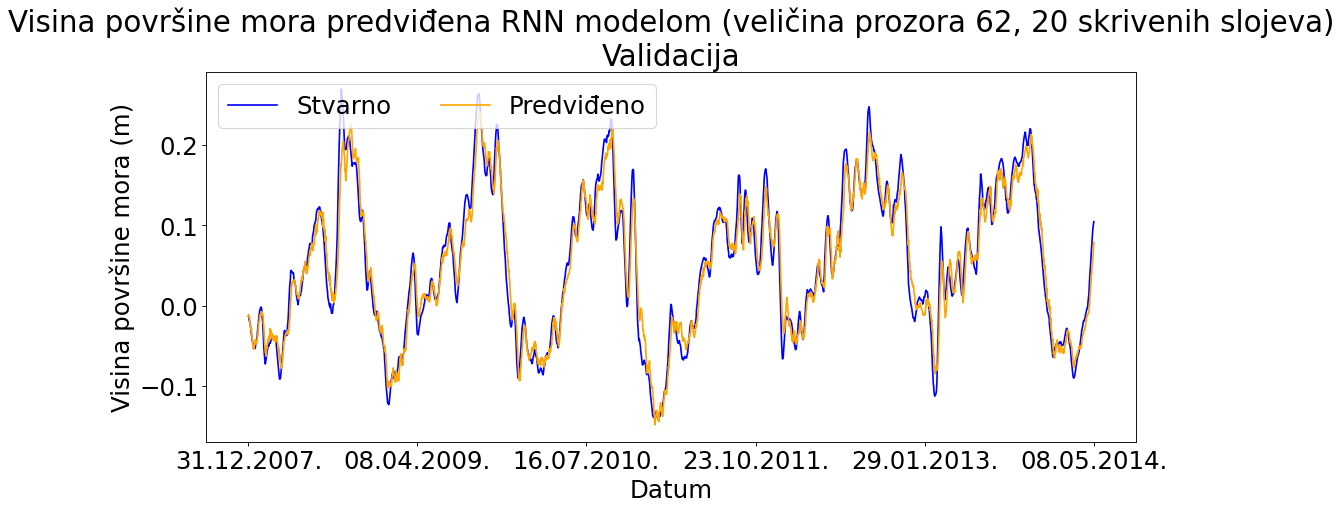 Visina površine mora predviđena RNN modelom (veličina prozora 62, 20 skrivenih slojeva)
Validacija
Stvarno Predviđeno
Visina površine mora (m)
0.2
0.1
0.0
−0.1
31.12.2007. 08.04.2009. 16.07.2010. 23.10.2011. 29.01.2013. 08.05.2014.
Datum